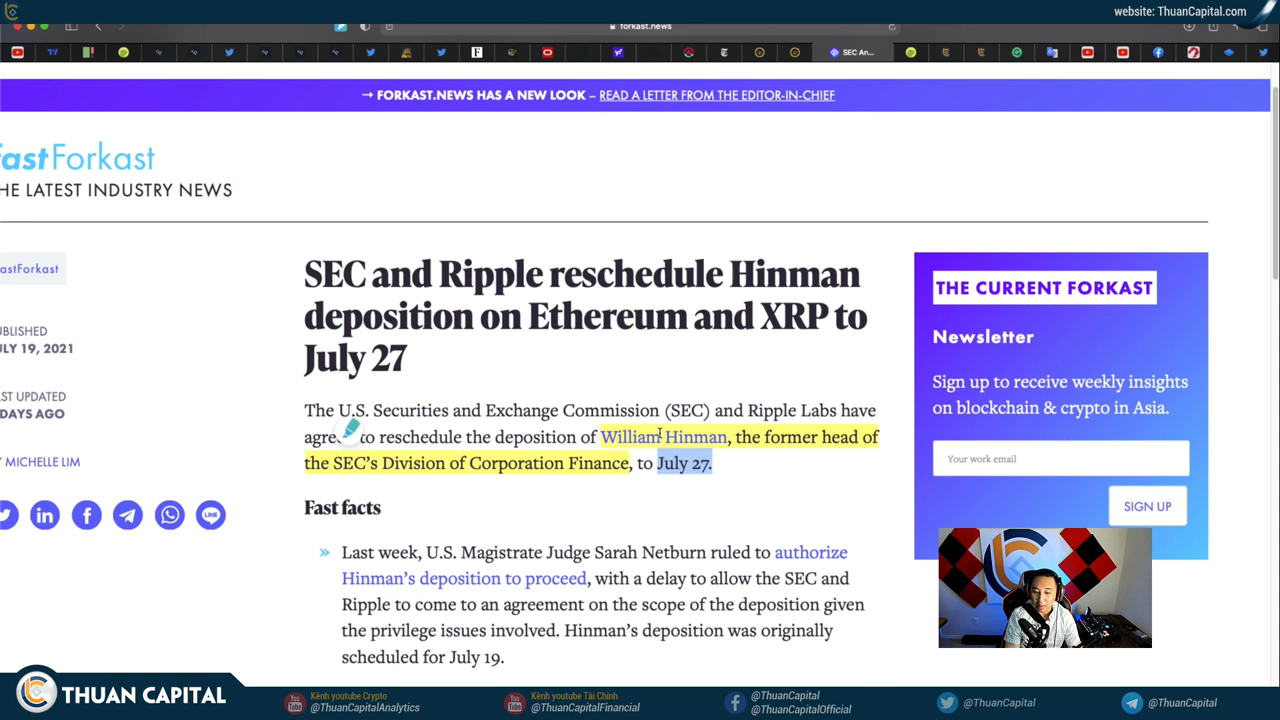 website: ThuanCapital.com
forkast.news
SEC An...
→ FORKAST.NEWS HAS A NEW LOOK – READ A LETTER FROM THE EDITOR-IN-CHIEF
astForkast
HE LATEST INDUSTRY NEWS
astForkast
UBLISHED
ULY 19, 2021
AST UPDATED
DAYS AGO
Y MICHELLE LIM
SEC and Ripple reschedule Hinman
deposition on Ethereum and XRP to
July 27
The U.S. Securities and Exchange Commission (SEC) and Ripple Labs have
agre to reschedule the deposition of William Hinman, the former head of
the SEC's Division of Corporation Finance, to July 27.
Fast facts
» Last week, U.S. Magistrate Judge Sarah Netburn ruled to authorize
Hinman's deposition to proceed, with a delay to allow the SEC and
Ripple to come to an agreement on the scope of the deposition given
the privilege issues involved. Hinman's deposition was originally
scheduled for July 19.
THE CURRENT FORKAST
Newsletter
Sign up to receive weekly insights
on blockchain & crypto in Asia.
Your work email
SIGN UP
THUAN CAPITAL
Kênh youtube Crypto
@ThuanCapitalAnalytics
Kênh youtube Tài Chính
@ThuanCapitalFinancial
@ThuanCapital
@ThuanCapitalOfficial
@ThuanCapital
@ThuanCapital